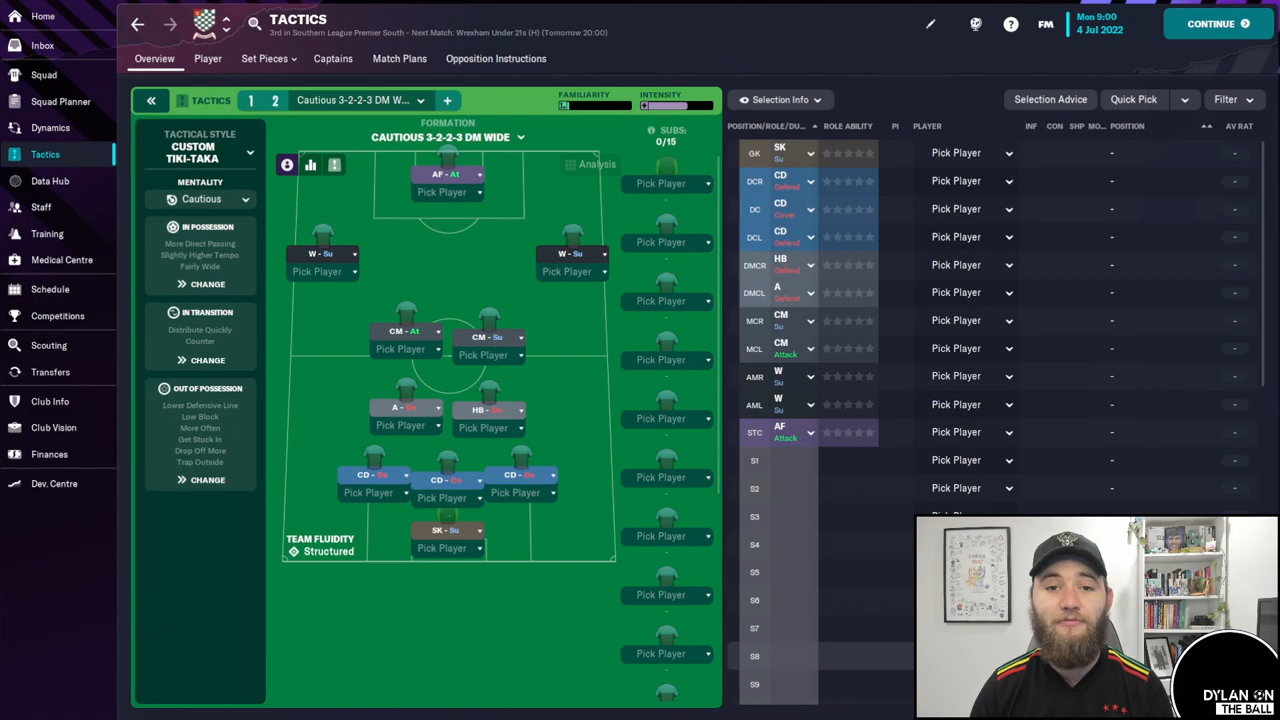 Home
Inbox
Squad
Squad Planner
Dynamics
Tactics
Data Hub
Staff
Training
Medical Centre
Schedule
Competitions
Scouting
Transfers
Club Info
Club Vision
Finances
Dev. Centre
TACTICS
3rd in Southern League Premier South - Next Match: Wrexham Under 21s (H) (Tomorrow 20:00)
FM
Mon 9:00
4 Jul 2022
CONTINUE
Overview
Player
Set Pieces
Captains
Match Plans
Opposition Instructions
TACTICS
1
2
Cautious 3-2-2-3 DM W...
FAMILIARITY
INTENSITY
TACTICAL STYLE
CUSTOM
TIKI-TAKA
MENTALITY
Cautious
IN POSSESSION
More Direct Passing
Slightly Higher Tempo
Fairly Wide
CHANGE
IN TRANSITION
Distribute Quickly
Counter
CHANGE
OUT OF POSSESSION
Lower Defensive Line
Low Block
More Often
Get Stuck In
Drop Off More
Trap Outside
CHANGE
FORMATION
CAUTIOUS 3-2-2-3 DM WIDE
Analysis
AF - At
Pick Player
W - Su
Pick Player
W - Su
Pick Player
CM - At
Pick Player
CM - Su
Pick Player
A - De
Pick Player
HB - De
Pick Player
CD - De
Pick Player
CD - Co
Pick Player
CD - De
Pick Player
SK - Su
Pick Player
TEAM FLUIDITY
Structured
SUBS:
0/15
Pick Player
-
Pick Player
-
Pick Player
-
Pick Player
-
Pick Player
-
Pick Player
-
Pick Player
-
Pick Player
-
Pick Player
-
Selection Info
Selection Advice
Quick Pick
Filter
POSITION/ROLE/DU...
ROLE ABILITY
PI
PLAYER
INF
CON
SHP
MO...
POSITION
AV RAT
GK SK Su Pick Player - -
DCR CD Defend Pick Player - -
DC CD Cover Pick Player - -
DCL CD Defend Pick Player - -
DMCR HB Defend Pick Player - -
DMCL A Defend Pick Player - -
MCR CM Su Pick Player - -
MCL CM Attack Pick Player - -
AMR W Su Pick Player - -
AML W Su Pick Player - -
STC AF Attack Pick Player - -
S1 Pick Player - -
S2 Pick Player - -
S3
S4
S5
S6
S7
S8
S9
DYLAN ON
THE BALL